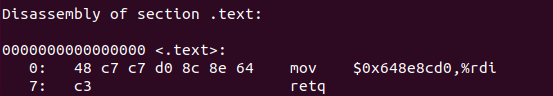 Disassembly of section .text:
0000000000000000 <.text>:
0: 48 c7 c7 d0 8c 8e 64 mov $0x648e8cd0,%rdi
7: c3 retq